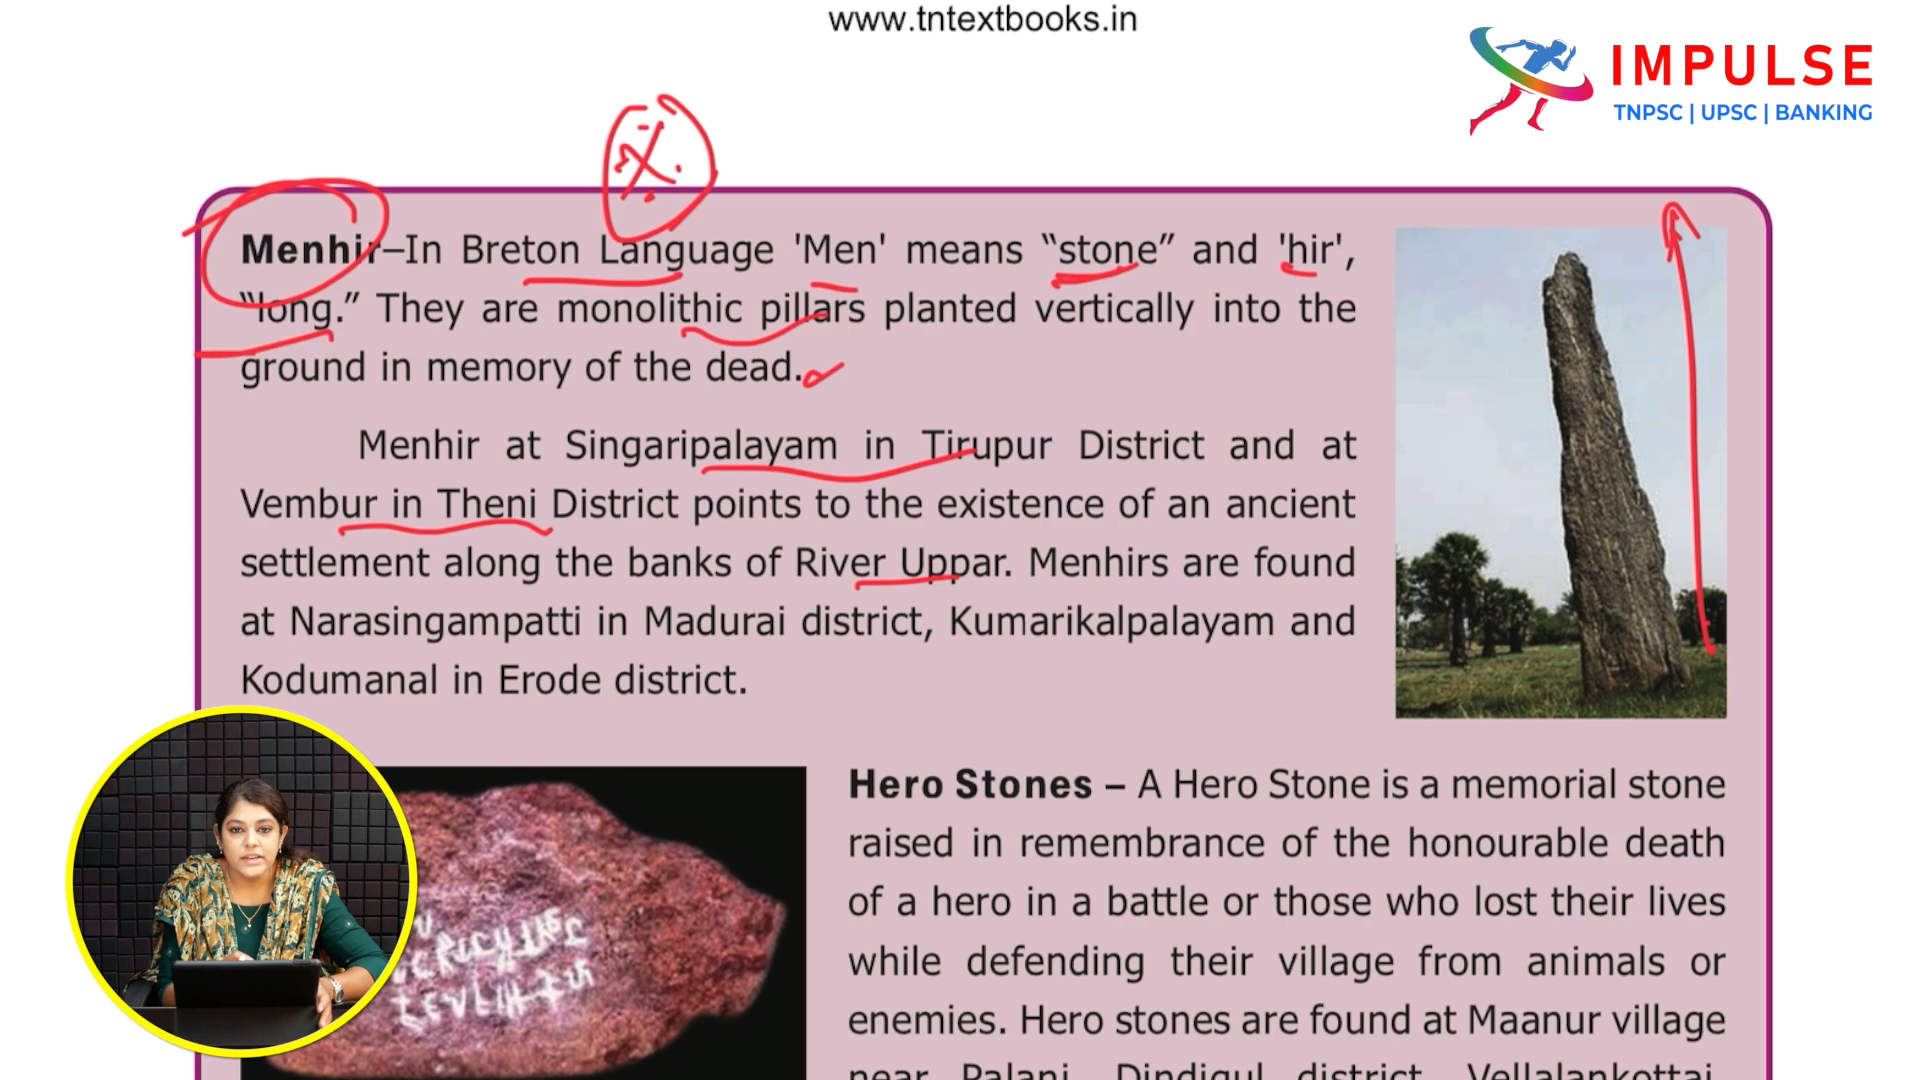 www.tntextbooks.in
IMPULSE
TNPSC | UPSC | BANKING
Menhir–In Breton Language 'Men' means “stone” and 'hir',
“long.” They are monolithic pillars planted vertically into the
ground in memory of the dead.
Menhir at Singaripalayam in Tirupur District and at
Vembur in Theni District points to the existence of an ancient
settlement along the banks of River Uppar. Menhirs are found
at Narasingampatti in Madurai district, Kumarikalpalayam and
Kodumanal in Erode district.
Hero Stones – A Hero Stone is a memorial stone
raised in remembrance of the honourable death
of a hero in a battle or those who lost their lives
while defending their village from animals or
enemies. Hero stones are found at Maanur village
near Palani, Dindigul district, Vellalankottai,